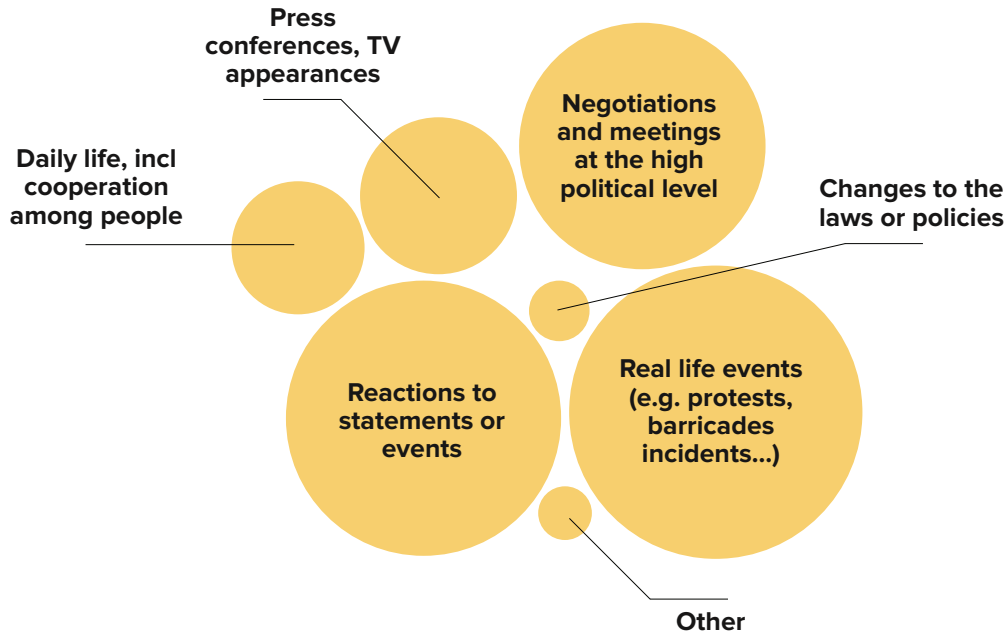 Press
conferences, TV
appearances
Negotiations
and meetings
at the high
political level
Daily life, incl
cooperation
among people
Changes to the
laws or policies
Reactions to
statements or
events
Real life events
(e.g. protests,
barricades
incidents...)
Other